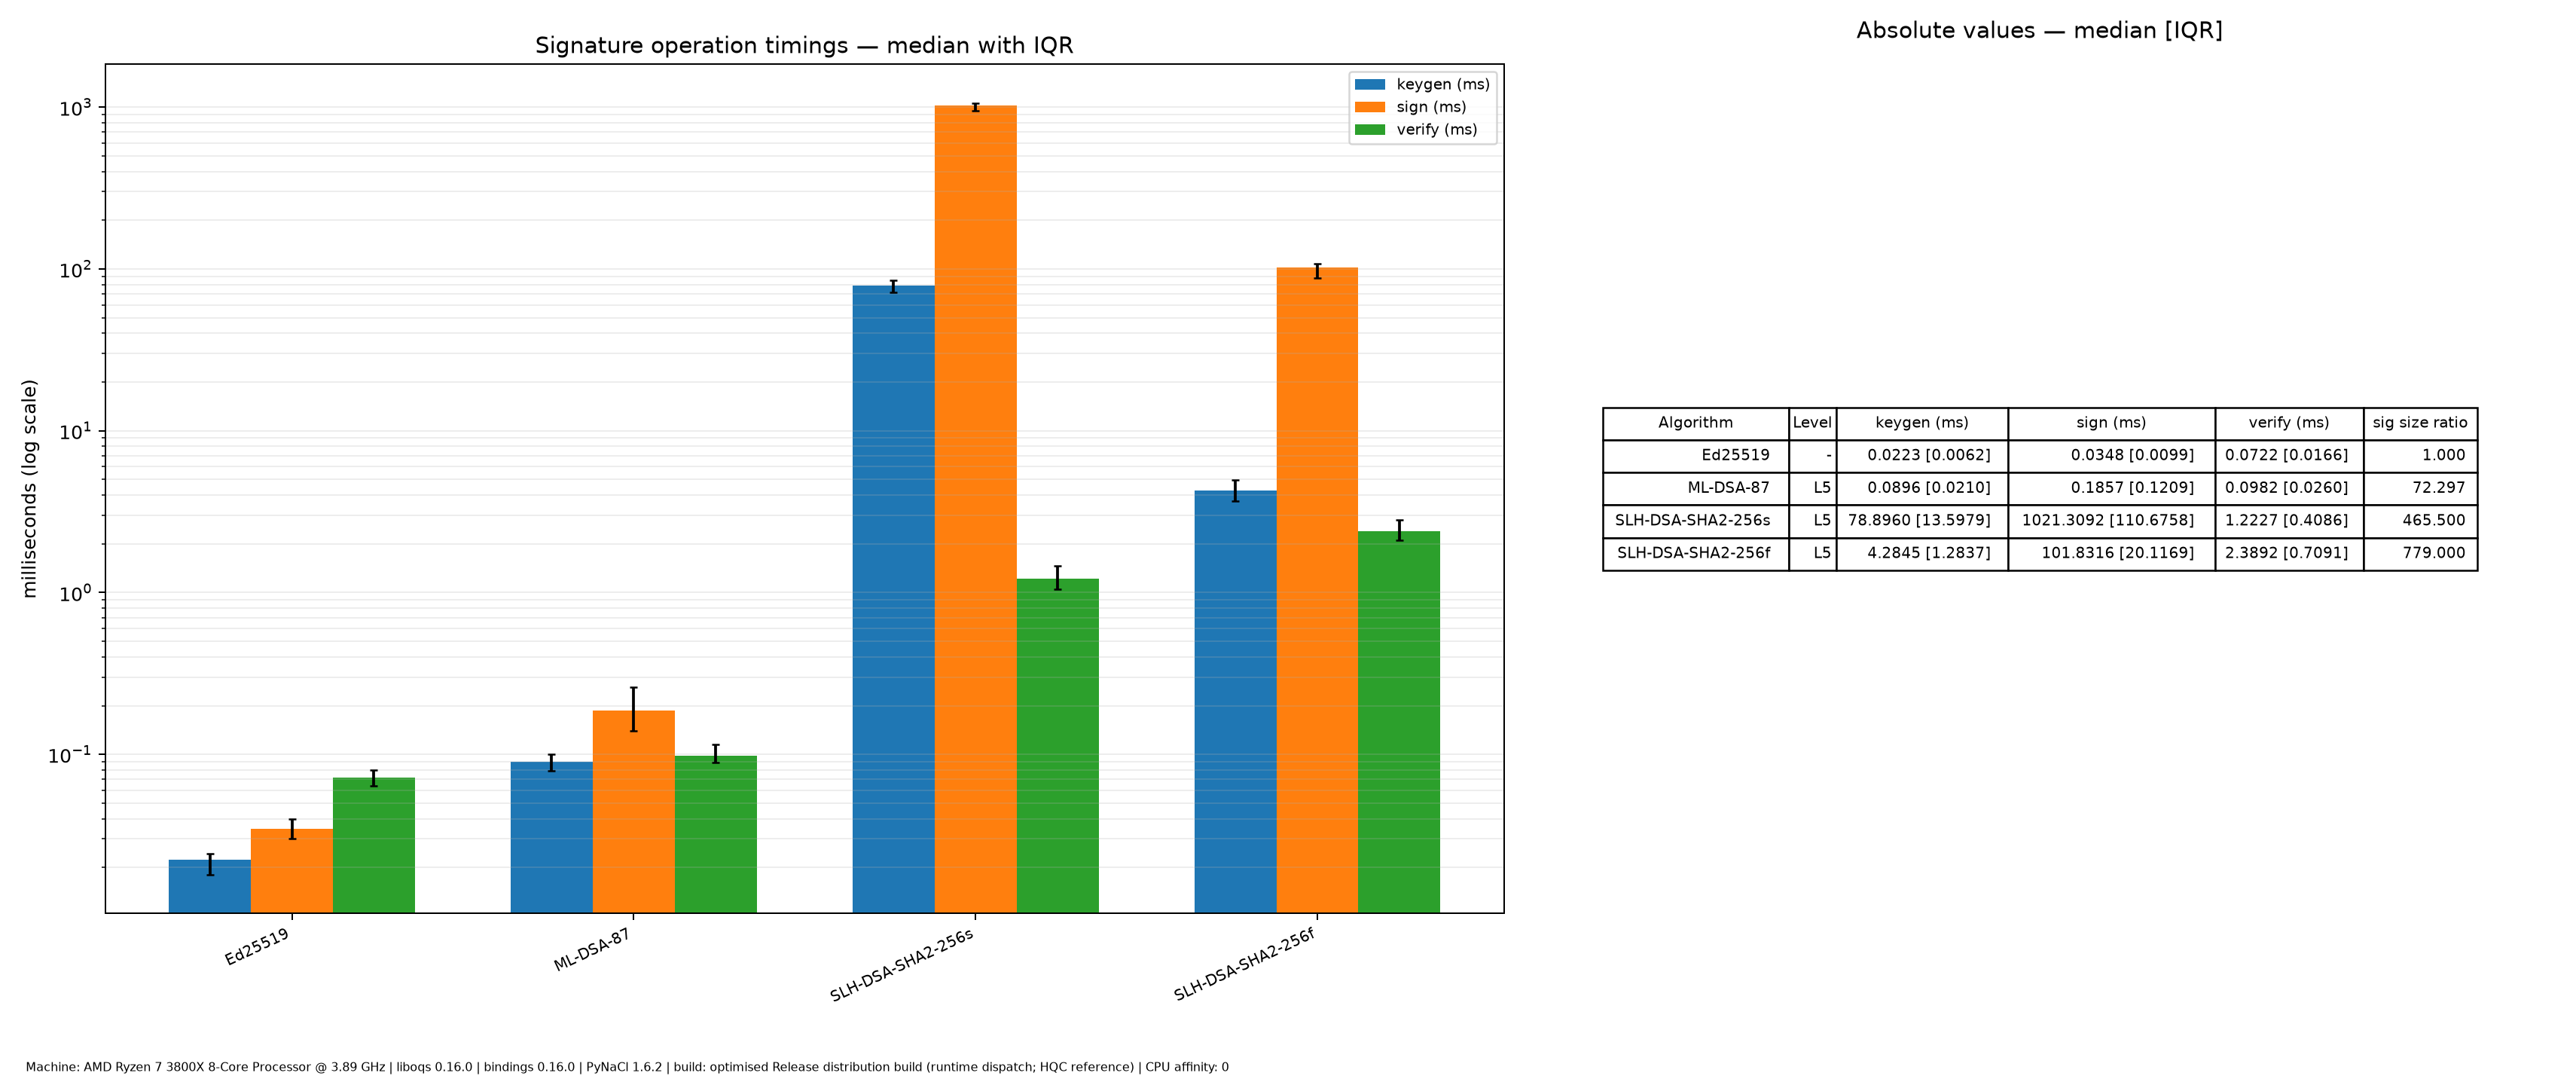 Signature operation timings — median with IQR
Absolute values — median [IQR]
keygen (ms)
sign (ms)
verify (ms)
milliseconds (log scale)
10³
10²
10¹
10⁰
10⁻¹
Ed25519
ML-DSA-87
SLH-DSA-SHA2-256s
SLH-DSA-SHA2-256f
Algorithm Level keygen (ms) sign (ms) verify (ms) sig size ratio
Ed25519 - 0.0223 [0.0062] 0.0348 [0.0099] 0.0722 [0.0166] 1.000
ML-DSA-87 L5 0.0896 [0.0210] 0.1857 [0.1209] 0.0982 [0.0260] 72.297
SLH-DSA-SHA2-256s L5 78.8960 [13.5979] 1021.3092 [110.6758] 1.2227 [0.4086] 465.500
SLH-DSA-SHA2-256f L5 4.2845 [1.2837] 101.8316 [20.1169] 2.3892 [0.7091] 779.000
Machine: AMD Ryzen 7 3800X 8-Core Processor @ 3.89 GHz | liboqs 0.16.0 | bindings 0.16.0 | PyNaCl 1.6.2 | build: optimised Release distribution build (runtime dispatch; HQC reference) | CPU affinity: 0